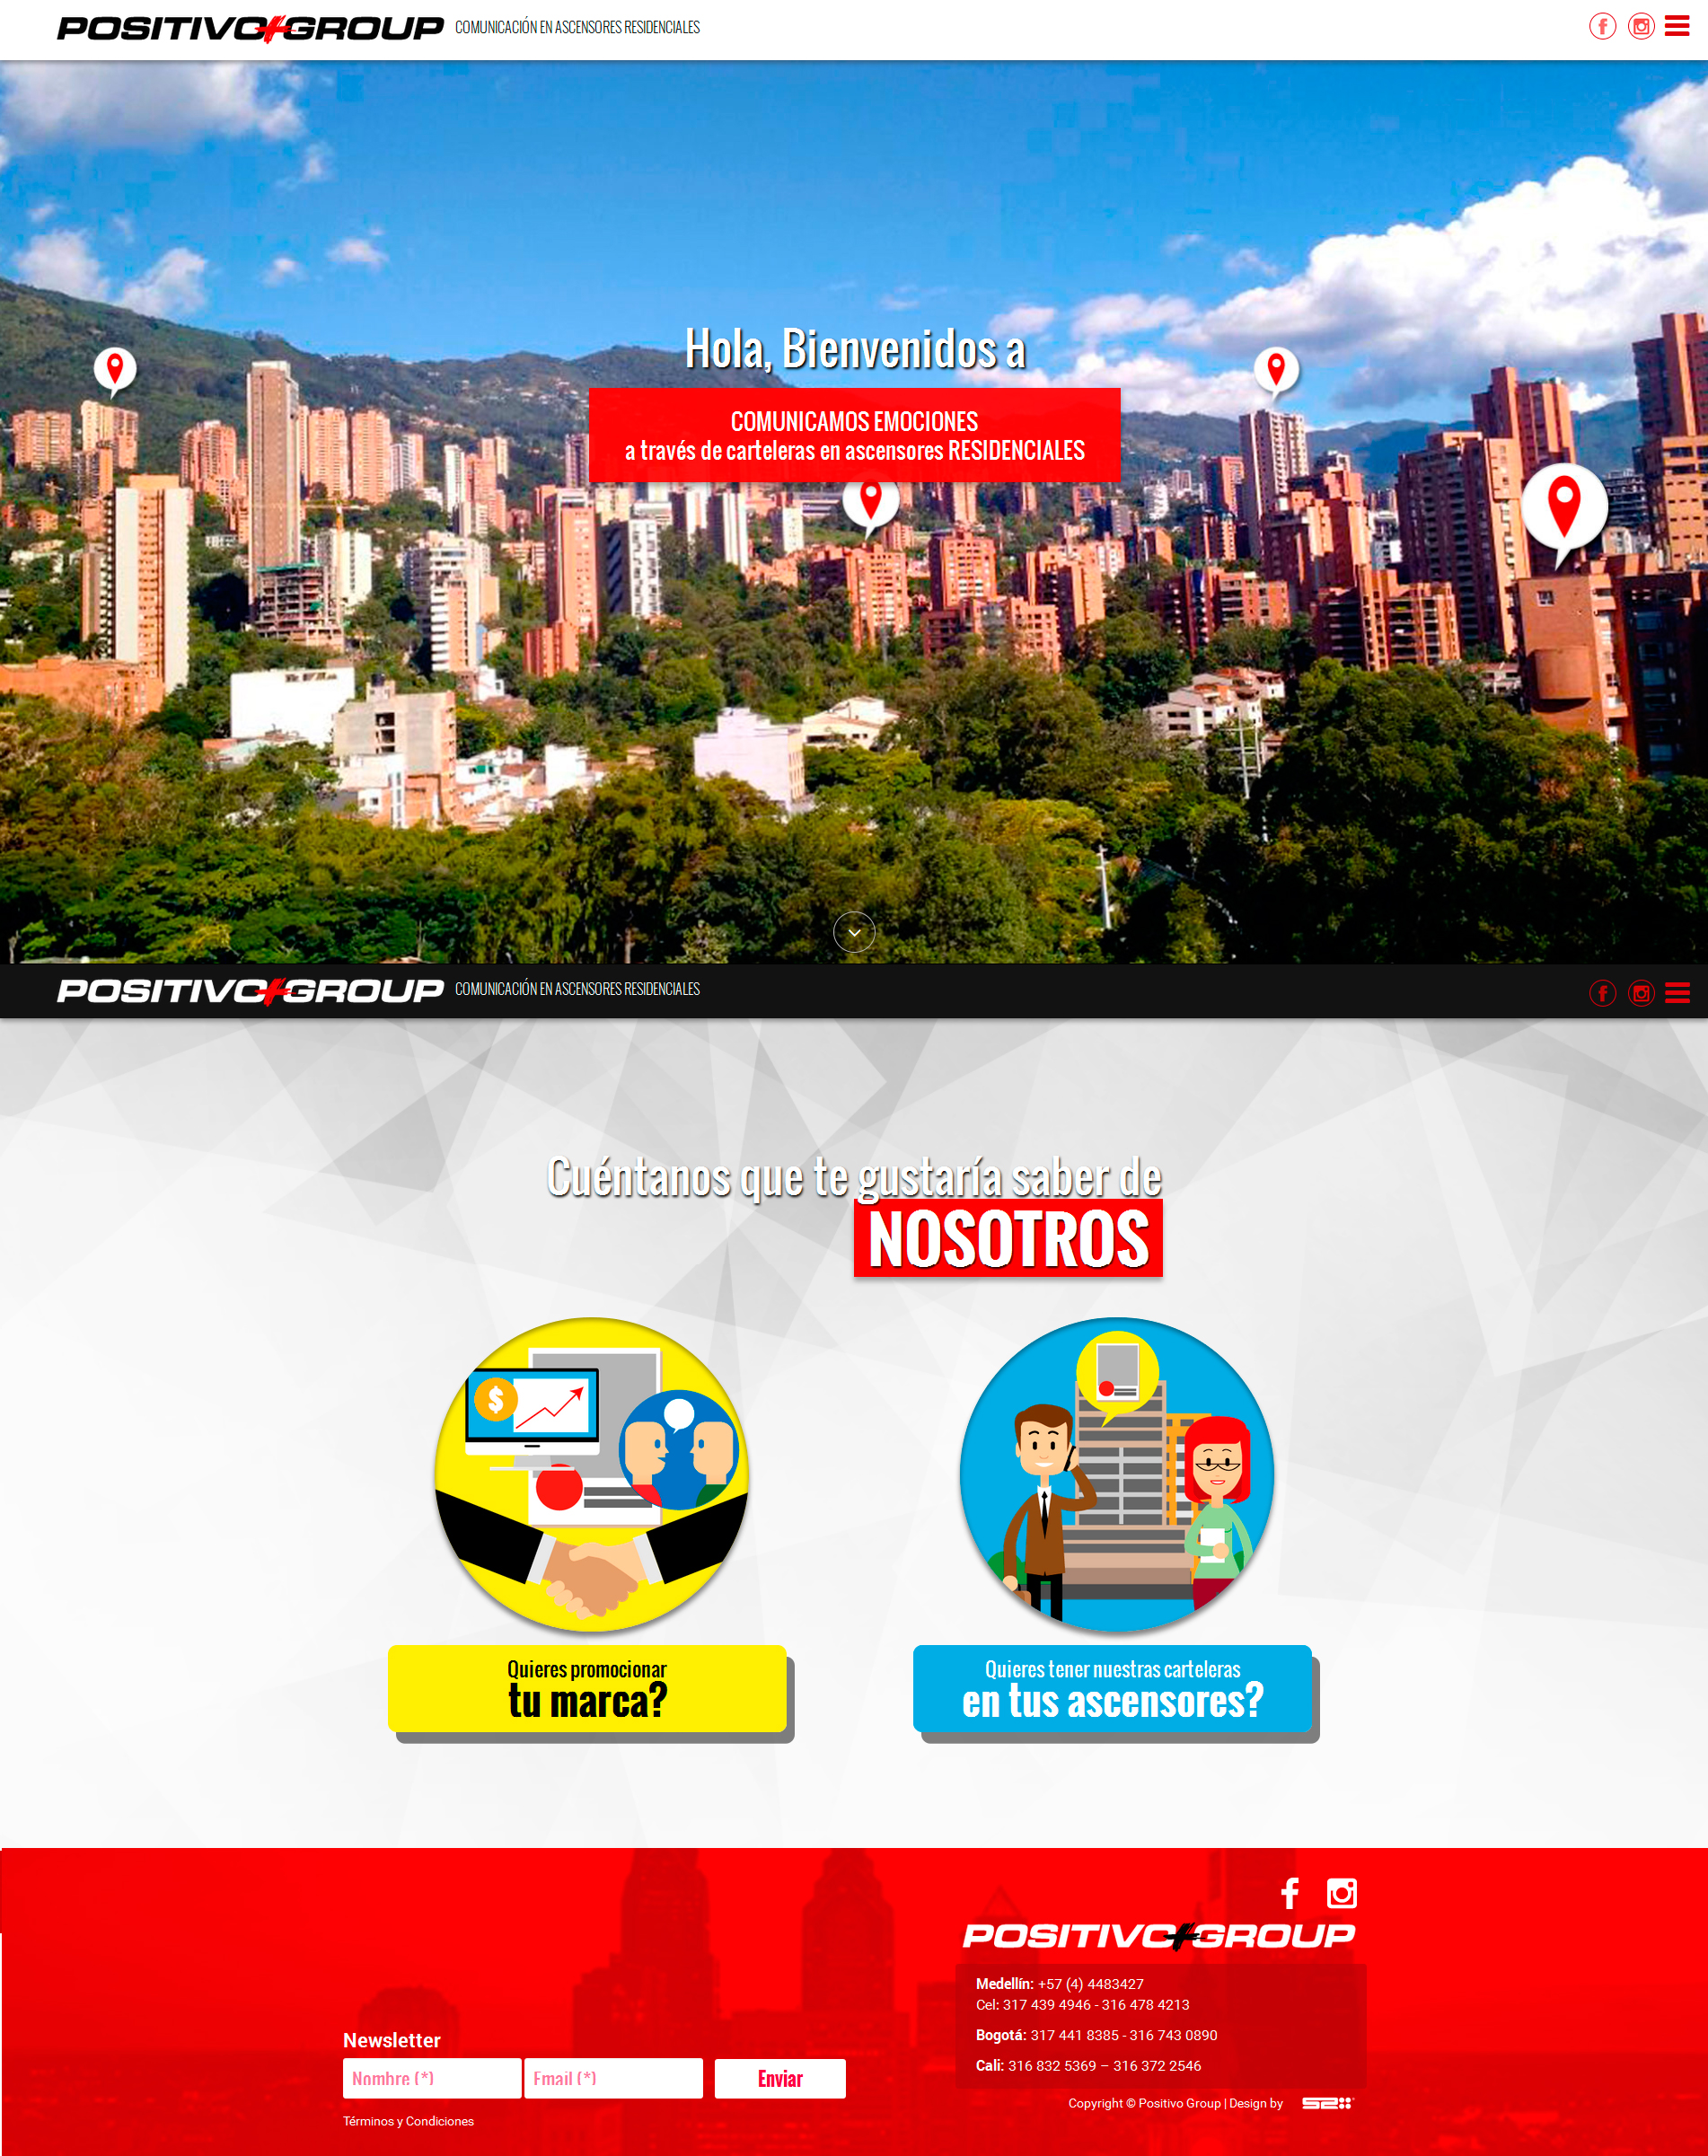 POSITIVO+GROUP COMUNICACIÓN EN ASCENSORES RESIDENCIALES
Hola, Bienvenidos a
COMUNICAMOS EMOCIONES
a través de carteleras en ascensores RESIDENCIALES
POSITIVO+GROUP COMUNICACIÓN EN ASCENSORES RESIDENCIALES
Cuéntanos que te gustaría saber de
NOSOTROS
$
Quieres promocionar
tu marca?
Quieres tener nuestras carteleras
en tus ascensores?
POSITIVO+GROUP
Medellín: +57 (4) 4483427
Cel: 317 439 4946 - 316 478 4213
Bogotá: 317 441 8385 - 316 743 0890
Cali: 316 832 5369 – 316 372 2546
Newsletter
Nombre (*) Email (*) Enviar
Términos y Condiciones
Copyright © Positivo Group | Design by